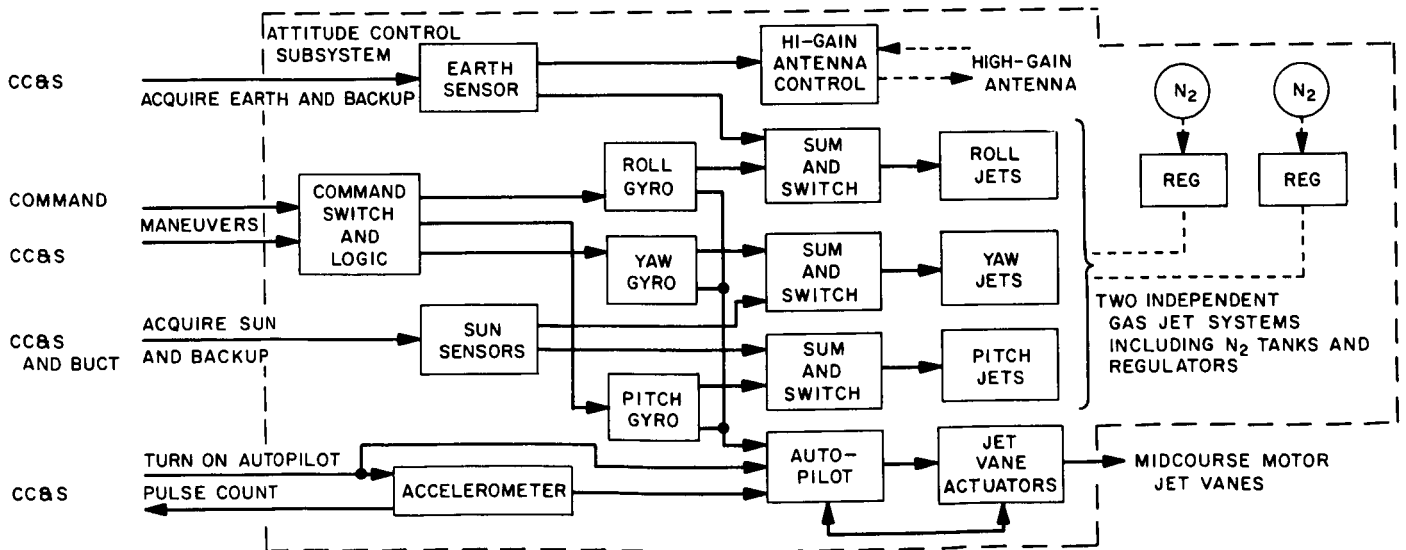 ATTITUDE CONTROL
SUBSYSTEM
CC&S
ACQUIRE EARTH AND BACKUP
EARTH
SENSOR
HI-GAIN
ANTENNA
CONTROL
HIGH-GAIN
ANTENNA
N2
N2
REG
REG
COMMAND
MANEUVERS
CC&S
COMMAND
SWITCH
AND
LOGIC
ROLL
GYRO
SUM
AND
SWITCH
ROLL
JETS
YAW
GYRO
SUM
AND
SWITCH
YAW
JETS
TWO INDEPENDENT
GAS JET SYSTEMS
INCLUDING N2 TANKS AND
REGULATORS
CC&S
AND BUCT
ACQUIRE SUN
AND BACKUP
SUN
SENSORS
SUM
AND
SWITCH
PITCH
JETS
PITCH
GYRO
TURN ON AUTOPILOT
PULSE COUNT
CC&S
ACCELEROMETER
AUTO-
PILOT
JET
VANE
ACTUATORS
MIDCOURSE MOTOR
JET VANES